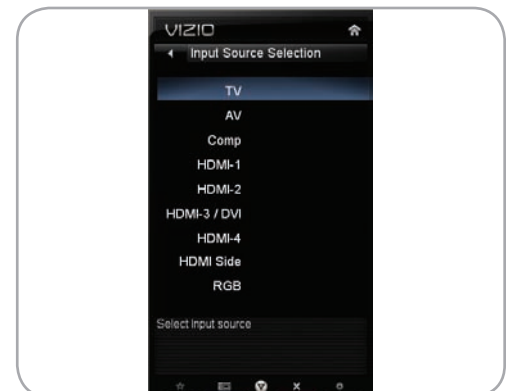 VIZIO
Input Source Selection
TV
AV
Comp
HDMI-1
HDMI-2
HDMI-3 / DVI
HDMI-4
HDMI Side
RGB
Select input source